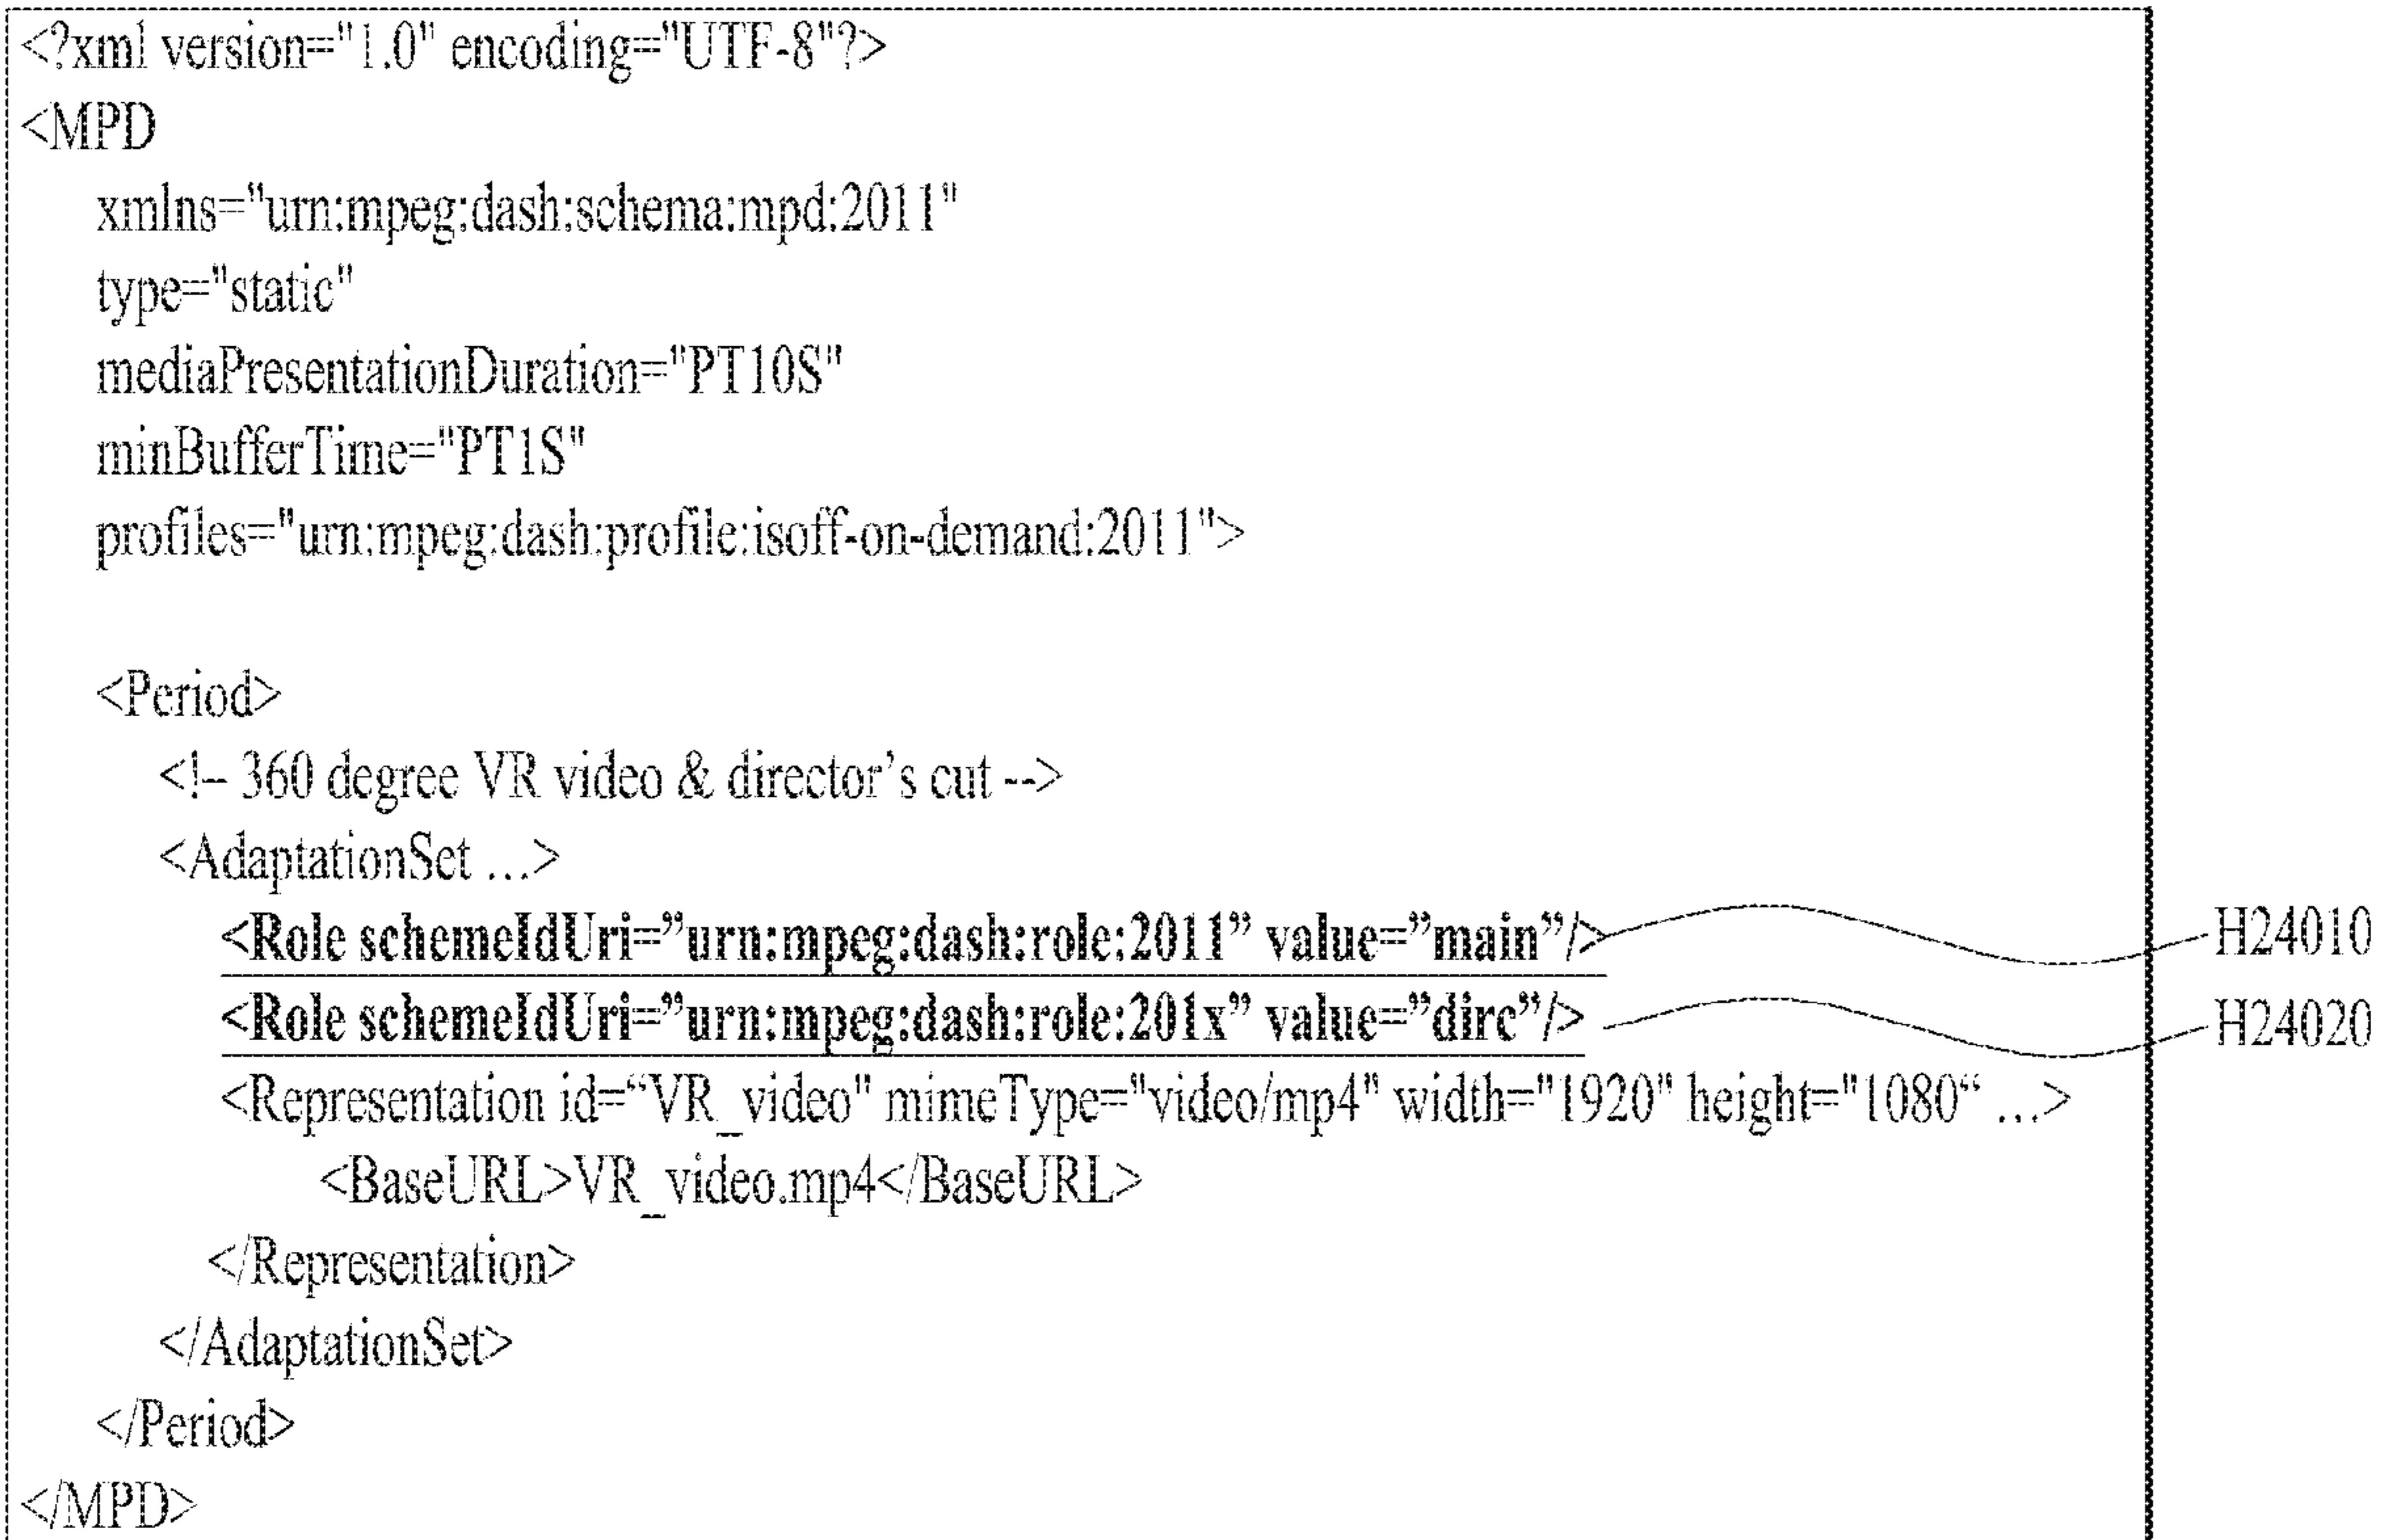 <?xml version="1.0" encoding="UTF-8"?>
<MPD
xmlns="urn:mpeg:dash:schema:mpd:2011"
type="static"
mediaPresentationDuration="PT10S"
minBufferTime="PT1S"
profiles="urn:mpeg:dash:profile:isoff-on-demand:2011">
<Period>
<!-- 360 degree VR video & director’s cut -->
<AdaptationSet ...>
<Role schemeIdUri=”urn:mpeg:dash:role:2011” value=”main”/> H24010
<Role schemeIdUri=”urn:mpeg:dash:role:201x” value=”dirc”/> H24020
<Representation id=“VR_video" mimeType="video/mp4" width="1920" height="1080“ ...>
<BaseURL>VR_video.mp4</BaseURL>
</Representation>
</AdaptationSet>
</Period>
</MPD>